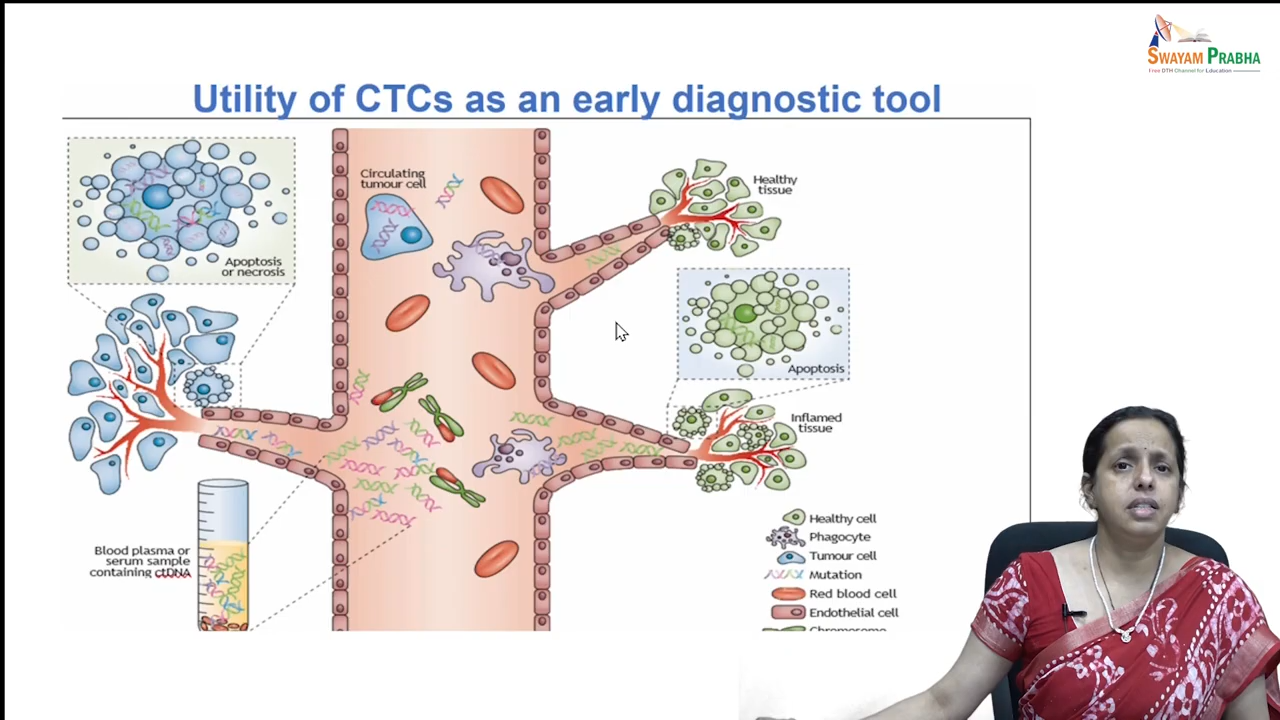 SWAYAM PRABHA
Free DTH Channel for Education
Utility of CTCs as an early diagnostic tool
Circulating
tumour cell
Healthy
tissue
Apoptosis
or necrosis
Apoptosis
Inflamed
tissue
Blood plasma or
serum sample
containing ctDNA
Healthy cell
Phagocyte
Tumour cell
Mutation
Red blood cell
Endothelial cell
Chromosome